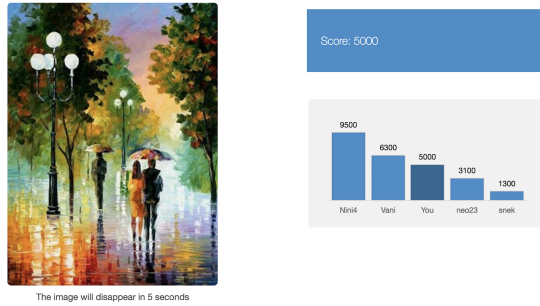 Score: 5000
9500
6300
5000
3100
1300
Nini4 Vani You neo23 snek
The image will disappear in 5 seconds